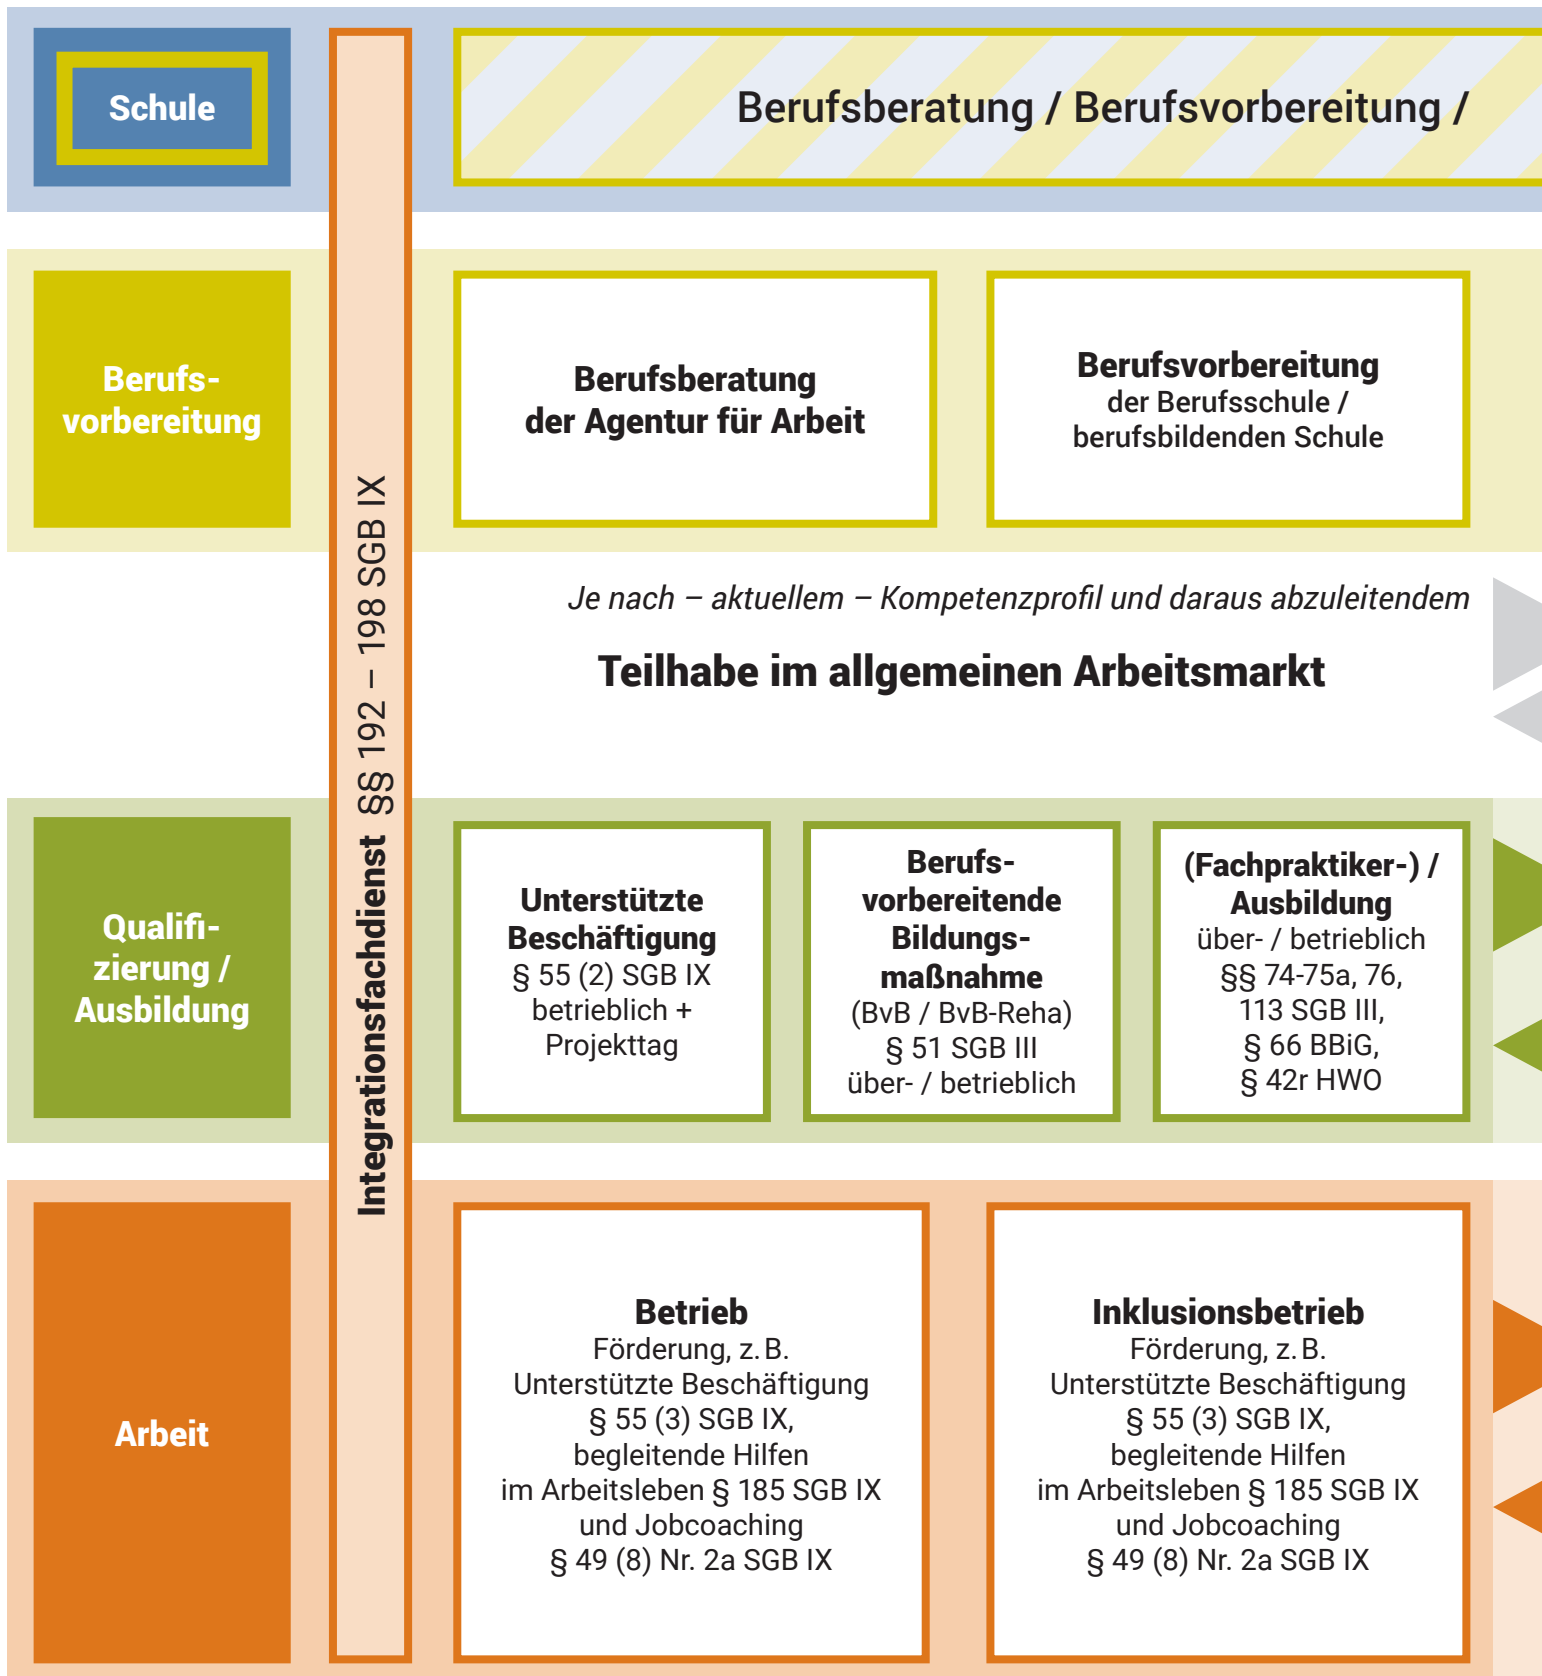 Schule
Berufsberatung / Berufsvorbereitung /
Berufs-
vorbereitung
Berufsberatung
der Agentur für Arbeit
Berufsvorbereitung
der Berufsschule /
berufsbildenden Schule
Integrationsfachdienst §§ 192 – 198 SGB IX
Je nach – aktuellem – Kompetenzprofil und daraus abzuleitendem
Teilhabe im allgemeinen Arbeitsmarkt
Qualifi-
zierung /
Ausbildung
Unterstützte
Beschäftigung
§ 55 (2) SGB IX
betrieblich +
Projekttag
Berufs-
vorbereitende
Bildungs-
maßnahme
(BvB / BvB-Reha)
§ 51 SGB III
über- / betrieblich
(Fachpraktiker-) /
Ausbildung
über- / betrieblich
§§ 74-75a, 76,
113 SGB III,
§ 66 BBiG,
§ 42r HWO
Arbeit
Betrieb
Förderung, z. B.
Unterstützte Beschäftigung
§ 55 (3) SGB IX,
begleitende Hilfen
im Arbeitsleben § 185 SGB IX
und Jobcoaching
§ 49 (8) Nr. 2a SGB IX
Inklusionsbetrieb
Förderung, z. B.
Unterstützte Beschäftigung
§ 55 (3) SGB IX,
begleitende Hilfen
im Arbeitsleben § 185 SGB IX
und Jobcoaching
§ 49 (8) Nr. 2a SGB IX